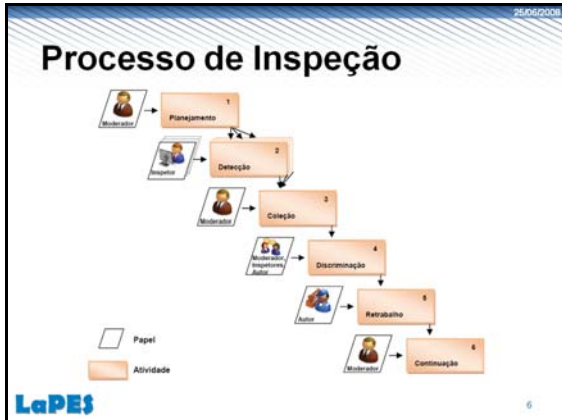 25/06/2008
Processo de Inspeção
1
Moderador
Planejamento
2
Inspetor
Detecção
3
Moderador
Coleção
4
Moderador,
Inspetores,
Autor
Discriminação
5
Autor
Retrabalho
6
Moderador
Continuação
Papel
Atividade
LaPES
6